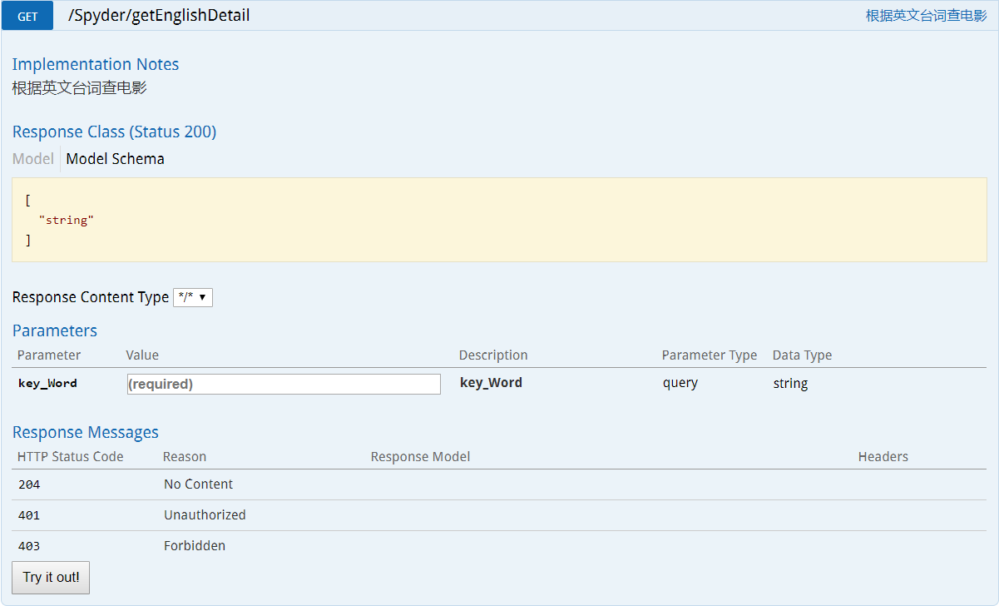 GET /Spyder/getEnglishDetail 根据英文台词查电影
Implementation Notes
根据英文台词查电影
Response Class (Status 200)
Model Model Schema
[
"string"
]
Response Content Type */* ▼
Parameters
Parameter Value Description Parameter Type Data Type
key_Word (required) key_Word query string
Response Messages
HTTP Status Code Reason Response Model Headers
204 No Content
401 Unauthorized
403 Forbidden
Try it out!